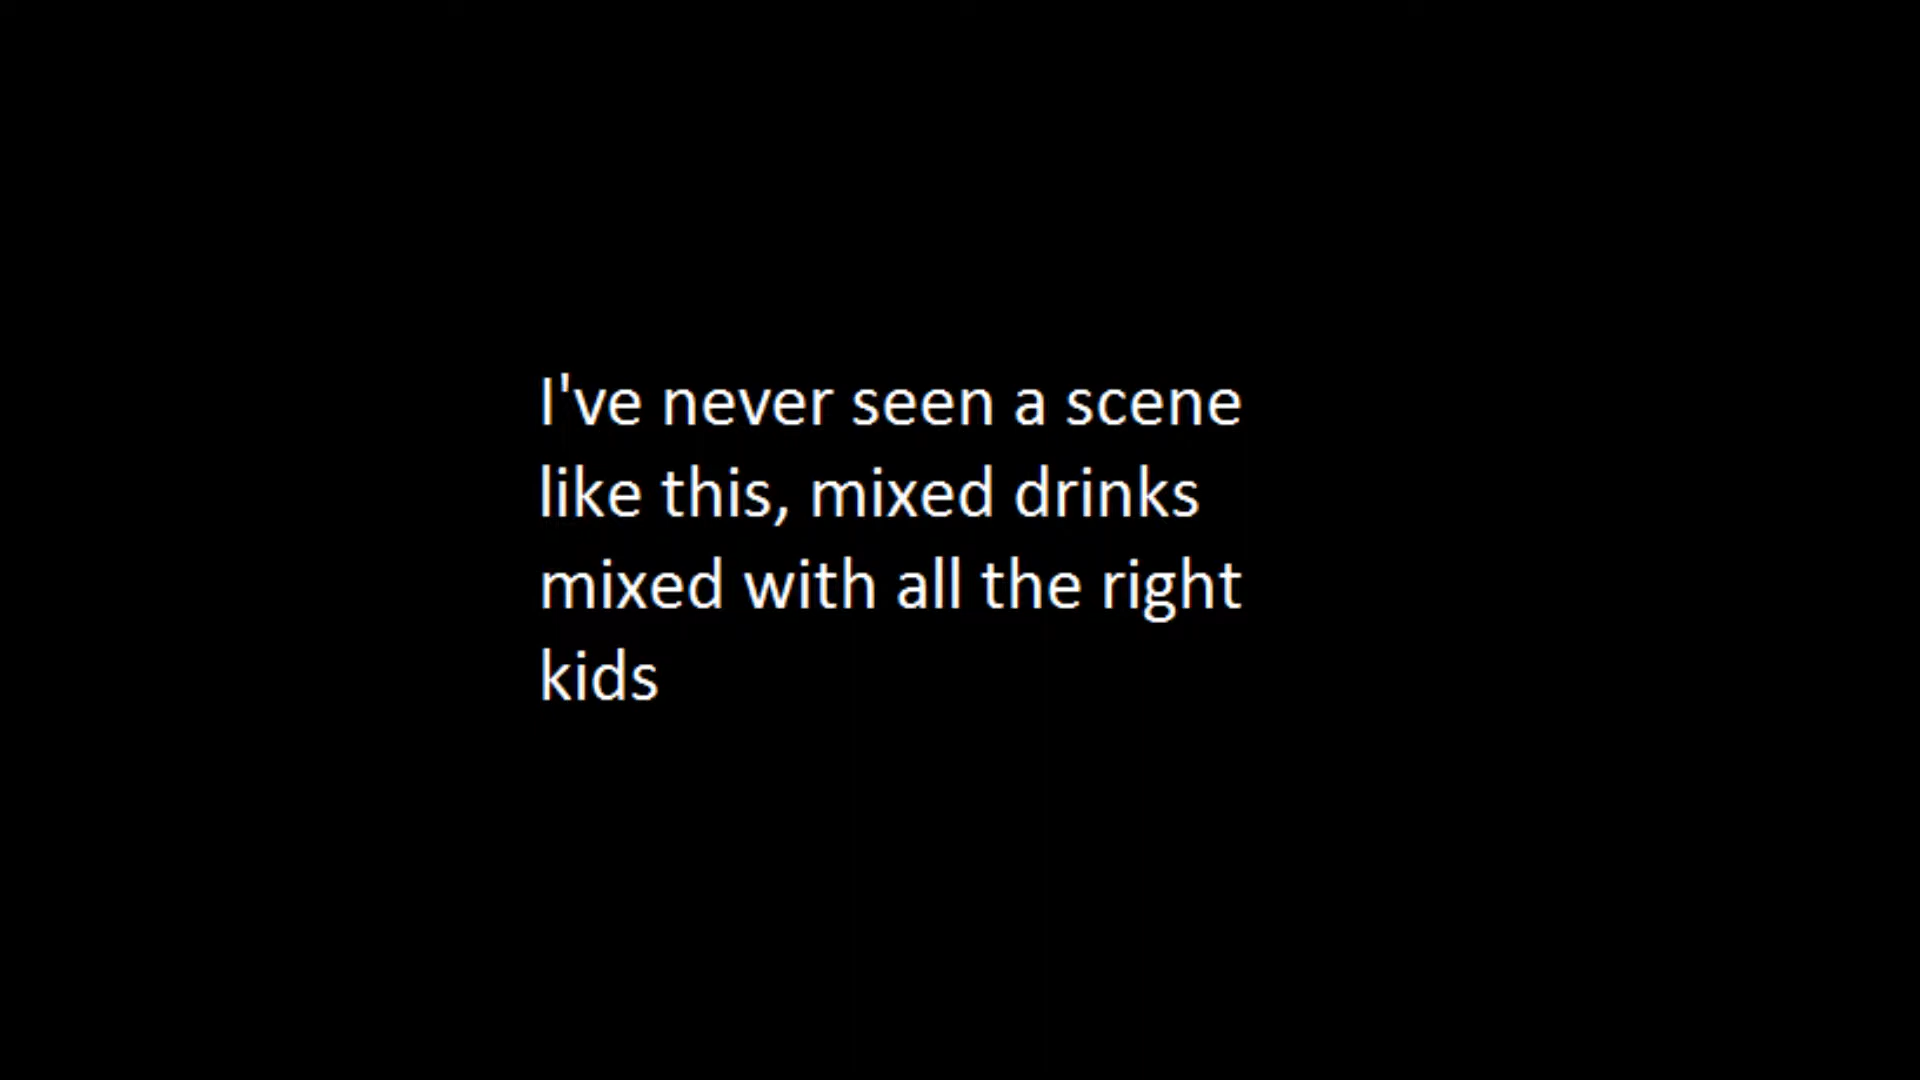 I've never seen a scene
like this, mixed drinks
mixed with all the right
kids